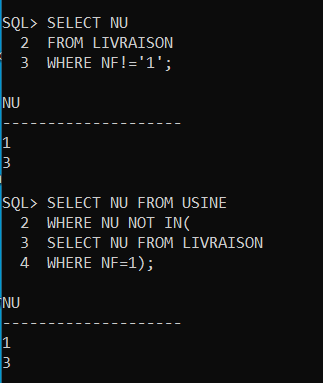 SQL> SELECT NU
  2  FROM LIVRAISON
  3  WHERE NF!='1';
NU
--------------------
1
3
SQL> SELECT NU FROM USINE
  2  WHERE NU NOT IN(
  3  SELECT NU FROM LIVRAISON
  4  WHERE NF=1);
NU
--------------------
1
3